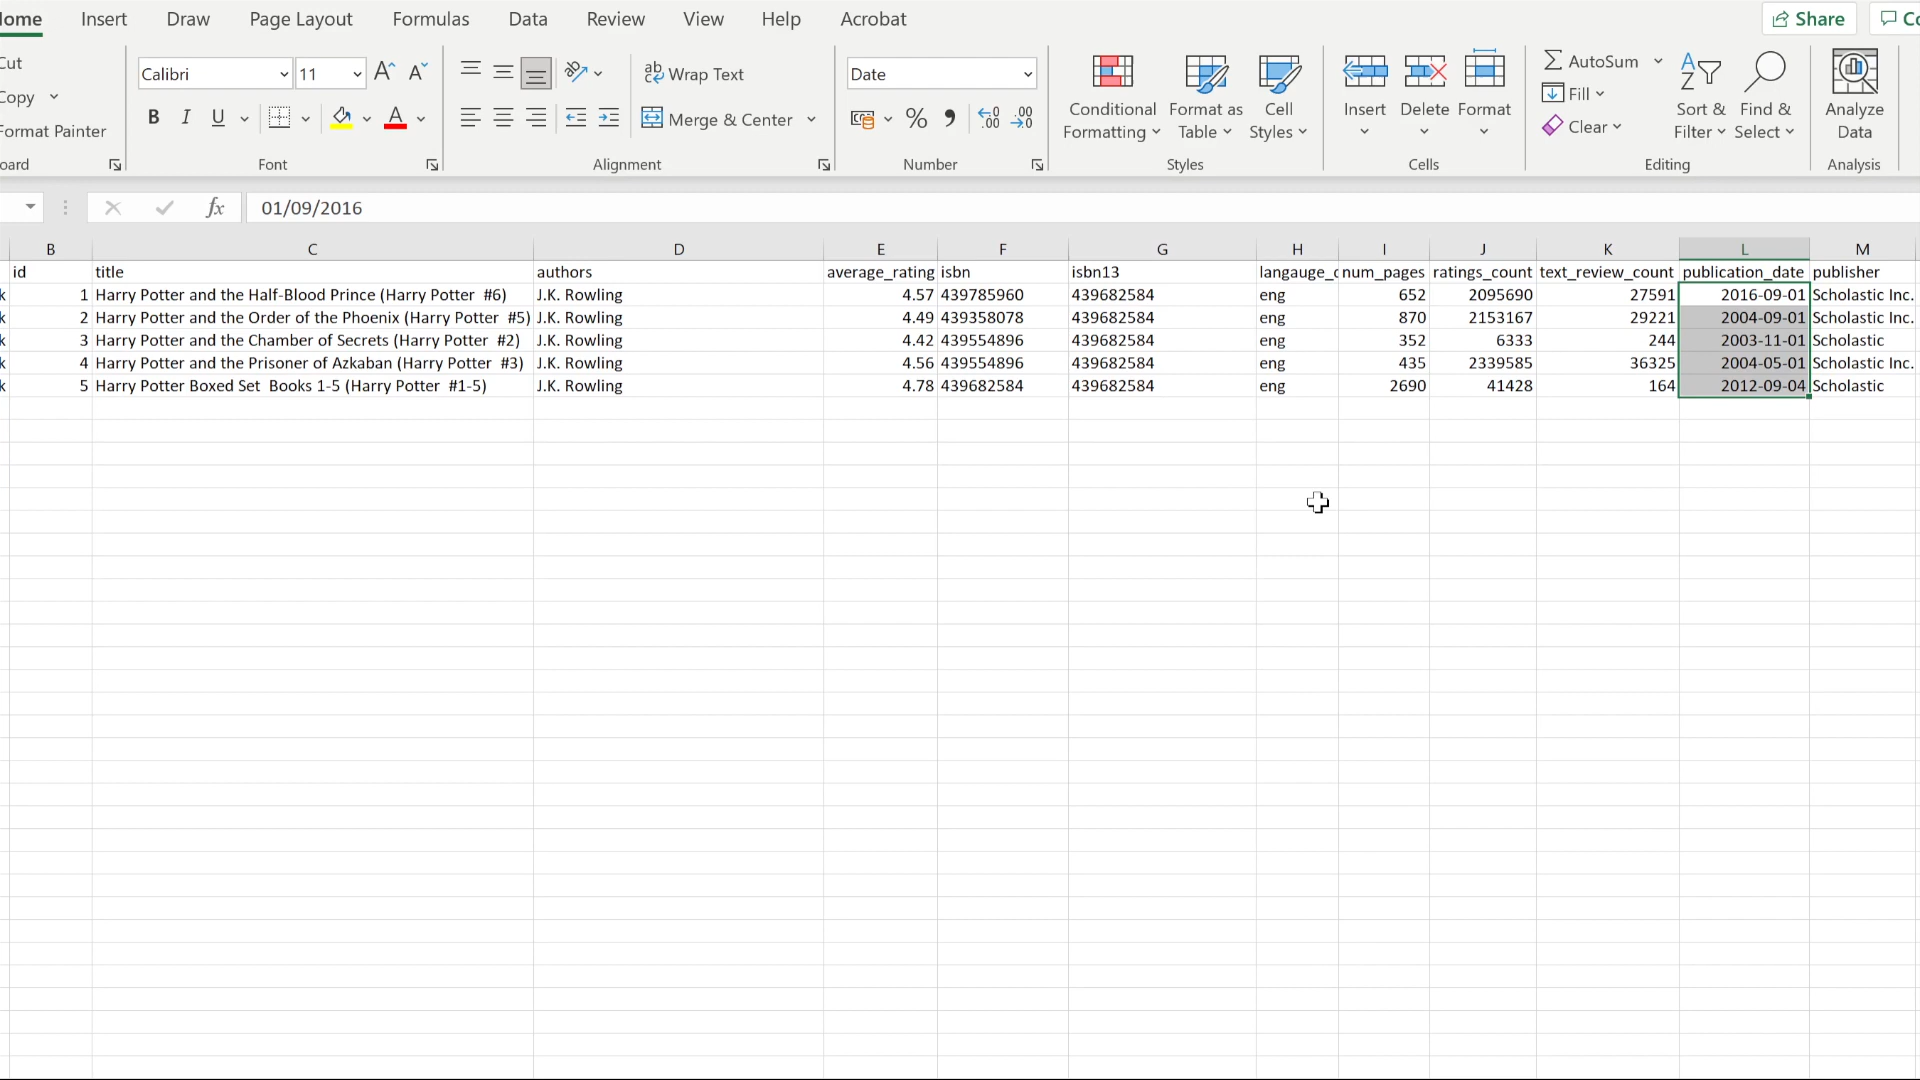 Home Insert Draw Page Layout Formulas Data Review View Help Acrobat Share
Cut
Copy
Format Painter
Calibri 11
B I U
Wrap Text
Merge & Center
Date
%
Conditional Formatting
Format as Table
Cell Styles
Insert
Delete
Format
AutoSum
Fill
Clear
Sort & Filter
Find & Select
Analyze Data
Font Alignment Number Styles Cells Editing Analysis
fx 01/09/2016
B C D E F G H I J K L M
id title authors average_rating isbn isbn13 langauge_c num_pages ratings_count text_review_count publication_date publisher
k 1 Harry Potter and the Half-Blood Prince (Harry Potter #6) J.K. Rowling 4.57 439785960 439682584 eng 652 2095690 27591 2016-09-01 Scholastic Inc.
k 2 Harry Potter and the Order of the Phoenix (Harry Potter #5) J.K. Rowling 4.49 439358078 439682584 eng 870 2153167 29221 2004-09-01 Scholastic Inc.
k 3 Harry Potter and the Chamber of Secrets (Harry Potter #2) J.K. Rowling 4.42 439554896 439682584 eng 352 6333 244 2003-11-01 Scholastic
k 4 Harry Potter and the Prisoner of Azkaban (Harry Potter #3) J.K. Rowling 4.56 439554896 439682584 eng 435 2339585 36325 2004-05-01 Scholastic Inc.
k 5 Harry Potter Boxed Set Books 1-5 (Harry Potter #1-5) J.K. Rowling 4.78 439682584 439682584 eng 2690 41428 164 2012-09-04 Scholastic